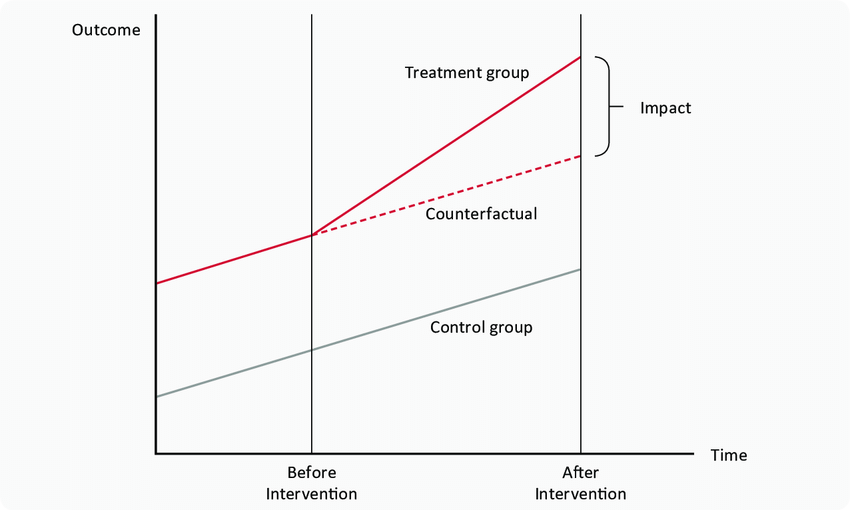 Outcome
Treatment group
Impact
Counterfactual
Control group
Time
Before
Intervention
After
Intervention